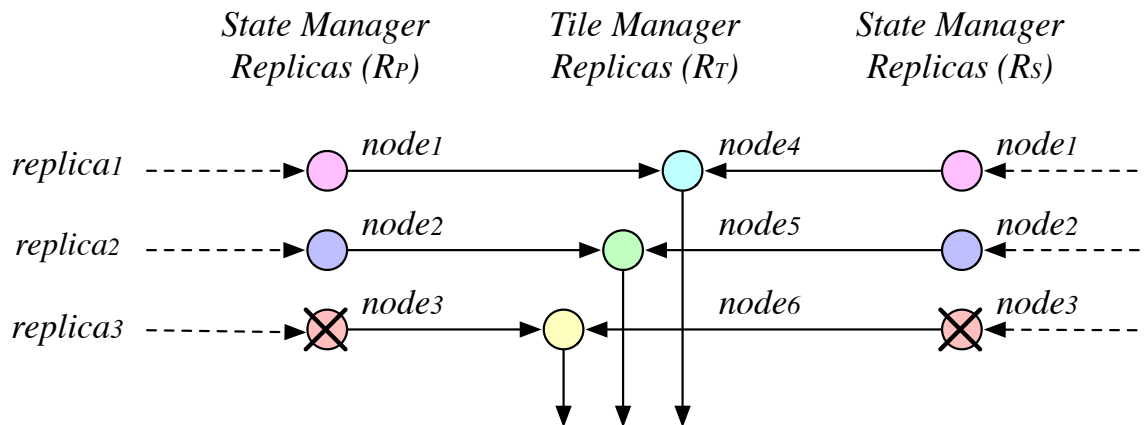 State Manager
Replicas (RP)
Tile Manager
Replicas (RT)
State Manager
Replicas (RS)
replica1
node1
node4
node1
replica2
node2
node5
node2
replica3
node3
node6
node3